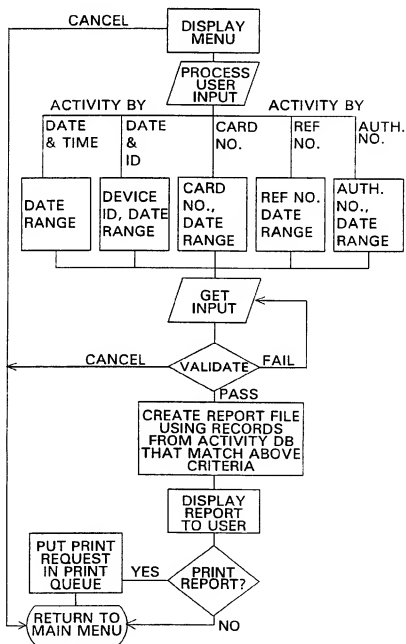 CANCEL
DISPLAY
MENU
PROCESS
USER
INPUT
ACTIVITY BY
ACTIVITY BY
DATE
& TIME
DATE
&
ID
CARD
NO.
REF
NO.
AUTH.
NO.
DATE
RANGE
DEVICE
ID, DATE
RANGE
CARD
NO.,
DATE
RANGE
REF NO.
DATE
RANGE
AUTH.
NO.,
DATE
RANGE
GET
INPUT
CANCEL
VALIDATE
FAIL
PASS
CREATE REPORT FILE
USING RECORDS
FROM ACTIVITY DB
THAT MATCH ABOVE
CRITERIA
DISPLAY
REPORT
TO USER
PUT PRINT
REQUEST
IN PRINT
QUEUE
YES
PRINT
REPORT?
NO
RETURN TO
MAIN MENU